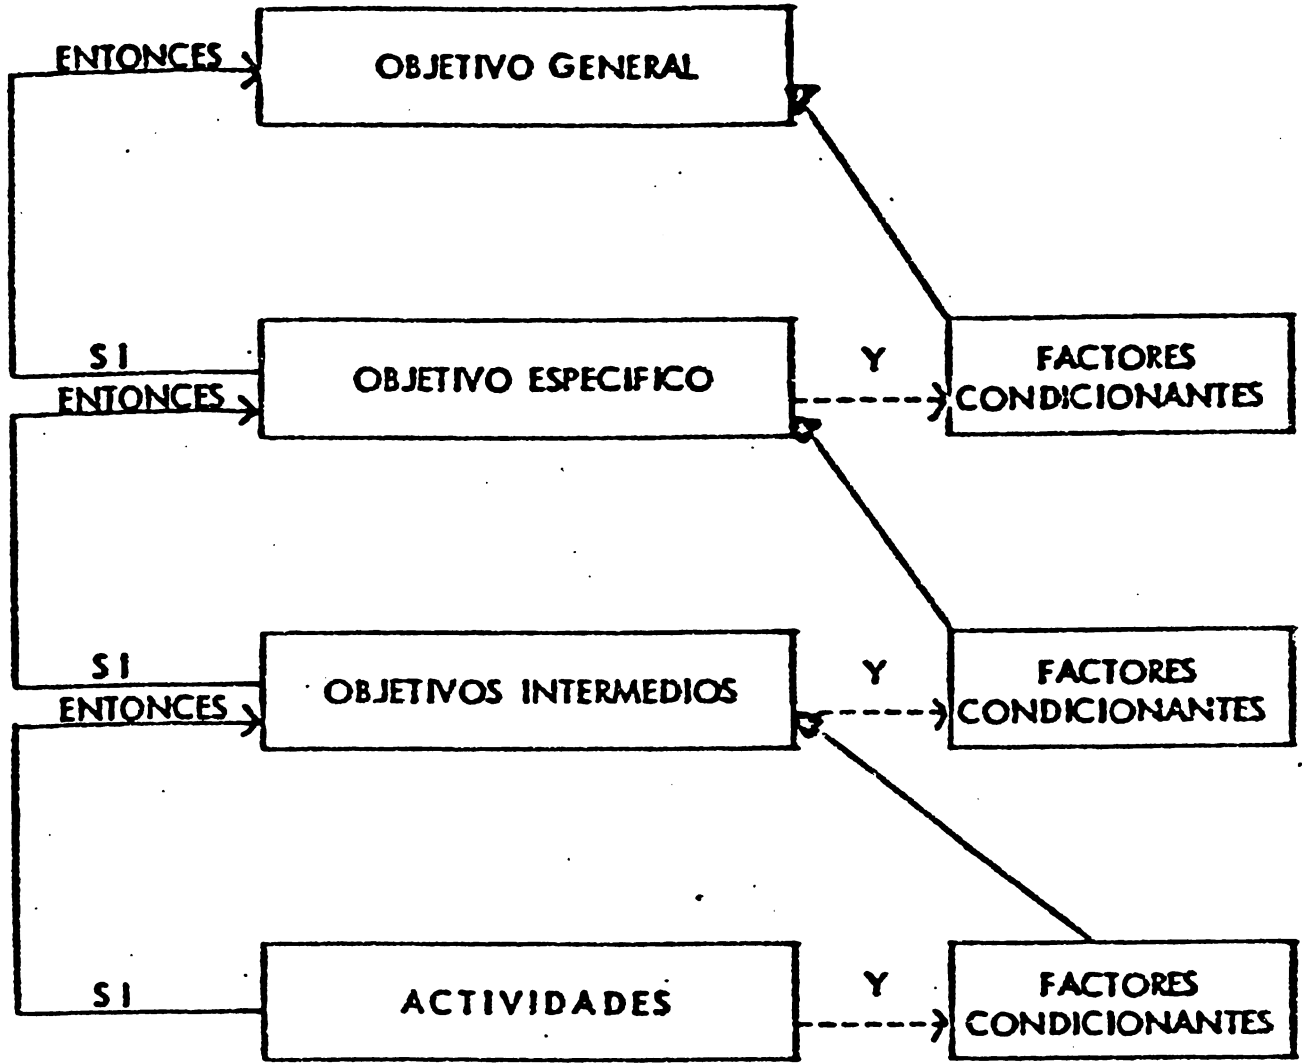 ENTONCES
OBJETIVO GENERAL
SI
ENTONCES
OBJETIVO ESPECIFICO
Y
FACTORES
CONDICIONANTES
SI
ENTONCES
OBJETIVOS INTERMEDIOS
Y
FACTORES
CONDICIONANTES
SI
ACTIVIDADES
Y
FACTORES
CONDICIONANTES